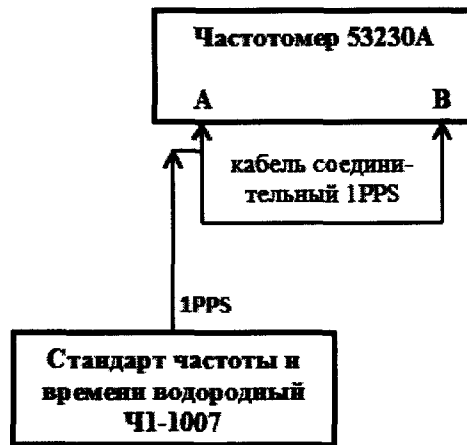 Частотомер 53230А
А
В
кабель соедини-
тельный 1PPS
1PPS
Стандарт частоты и
времени водородный
Ч1-1007